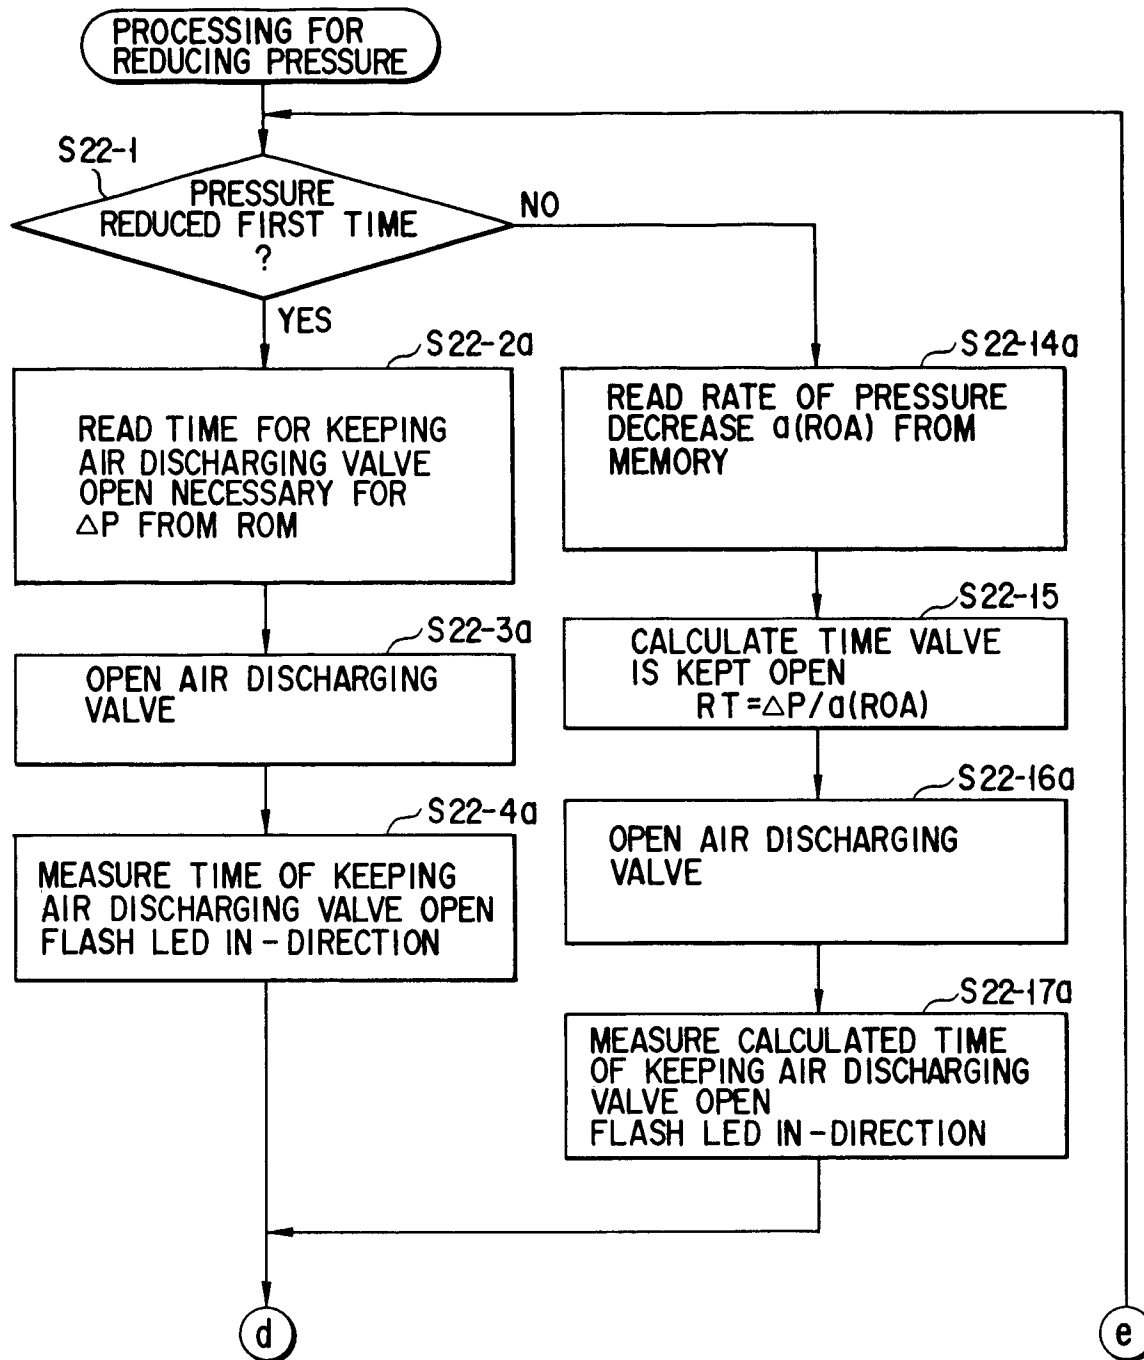 PROCESSING FOR
REDUCING PRESSURE
S22-1
PRESSURE
REDUCED FIRST TIME
?
NO
YES
S22-2a
READ TIME FOR KEEPING
AIR DISCHARGING VALVE
OPEN NECESSARY FOR
△P FROM ROM
S22-3a
OPEN AIR DISCHARGING
VALVE
S22-4a
MEASURE TIME OF KEEPING
AIR DISCHARGING VALVE OPEN
FLASH LED IN-DIRECTION
S22-14a
READ RATE OF PRESSURE
DECREASE a(ROA) FROM
MEMORY
S22-15
CALCULATE TIME VALVE
IS KEPT OPEN
RT=△P/a(ROA)
S22-16a
OPEN AIR DISCHARGING
VALVE
S22-17a
MEASURE CALCULATED TIME
OF KEEPING AIR DISCHARGING
VALVE OPEN
FLASH LED IN-DIRECTION
d
e